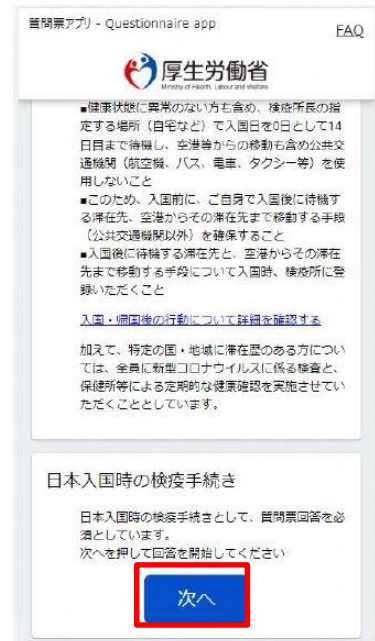 質問票アプリ - Questionnaire app
FAQ
厚生労働省
Ministry of Health, Labour and Welfare
■健康状態に異常のない方も含め、検疫所長の指
定する場所（自宅など）で入国日を0日として14
日目まで待機し、空港等からの移動も含め公共交
通機関（航空機、バス、電車、タクシー等）を使
用しないこと
■このため、入国前に、ご自身で入国後に待機す
る滞在先、空港からその滞在先まで移動する手段
（公共交通機関以外）を確保すること
■入国後に待機する滞在先と、空港からその滞在
先まで移動する手段について入国時、検疫所に登
録いただくこと
入国・帰国後の行動について詳細を確認する
加えて、特定の国・地域に滞在歴のある方につい
ては、全員に新型コロナウイルスに係る検査と、
保健所等による定期的な健康確認を実施させてい
ただくこととしています。
日本入国時の検疫手続き
日本入国時の検疫手続きとして、質問票回答を必
須としています。
次へを押して回答を開始してください
次へ